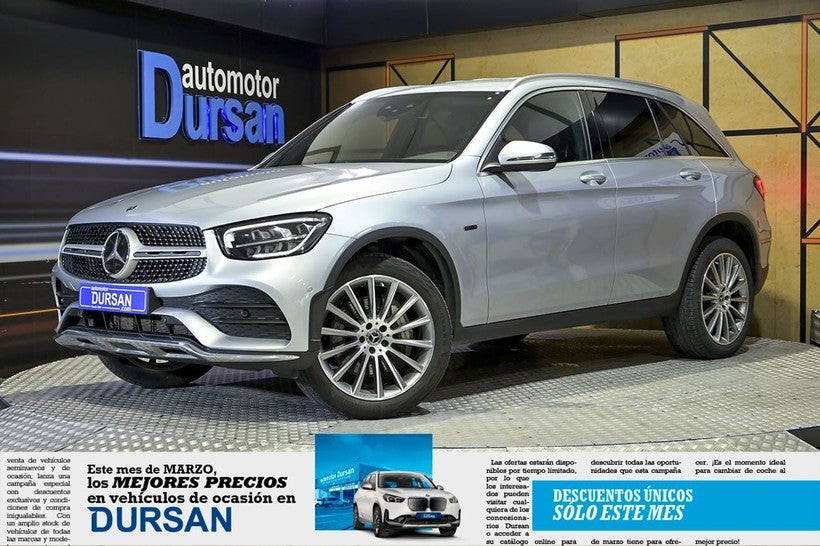 automotor
Dursan
automotor
DURSAN
.com
venta de vehículos
seminuevos y de
ocasión, lanza una
campaña especial
con descuentos
exclusivos y condi-
ciones de compra
inigualables. Con
un amplio stock de
vehículos de todas
las marcas y mode-
Este mes de MARZO,
los MEJORES PRECIOS
en vehículos de ocasión en
DURSAN
automotor Dursan
Las ofertas estarán dispo-
nibles por tiempo limitado,
por lo que
los interesa-
dos pueden
visitar cual-
quiera de los
concesiona-
rios Dursan
o acceder a
su catálogo
online para
descubrir todas las oportu-
nidades que esta campaña
de marzo tiene para ofre-
cer. ¡Es el momento ideal
para cambiar de coche al
mejor precio!
DESCUENTOS ÚNICOS
SÓLO ESTE MES